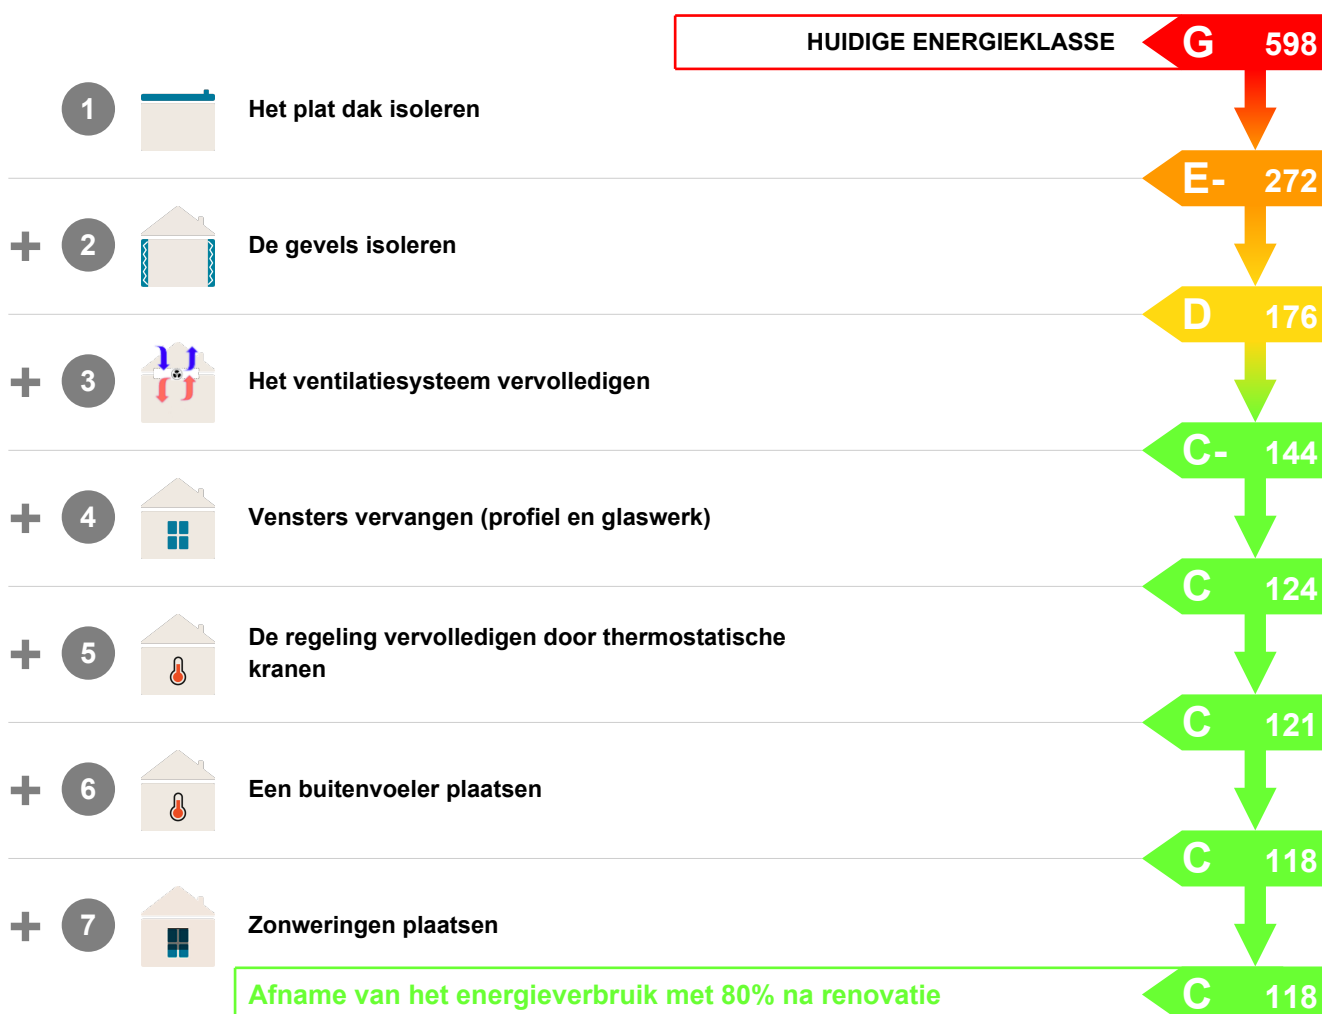 HUIDIGE ENERGIEKLASSE G 598
1 Het plat dak isoleren
E- 272
+ 2 De gevels isoleren
D 176
+ 3 Het ventilatiesysteem vervolledigen
C- 144
+ 4 Vensters vervangen (profiel en glaswerk)
C 124
+ 5 De regeling vervolledigen door thermostatische
kranen
C 121
+ 6 Een buitenvoeler plaatsen
C 118
+ 7 Zonweringen plaatsen
Afname van het energieverbruik met 80% na renovatie C 118